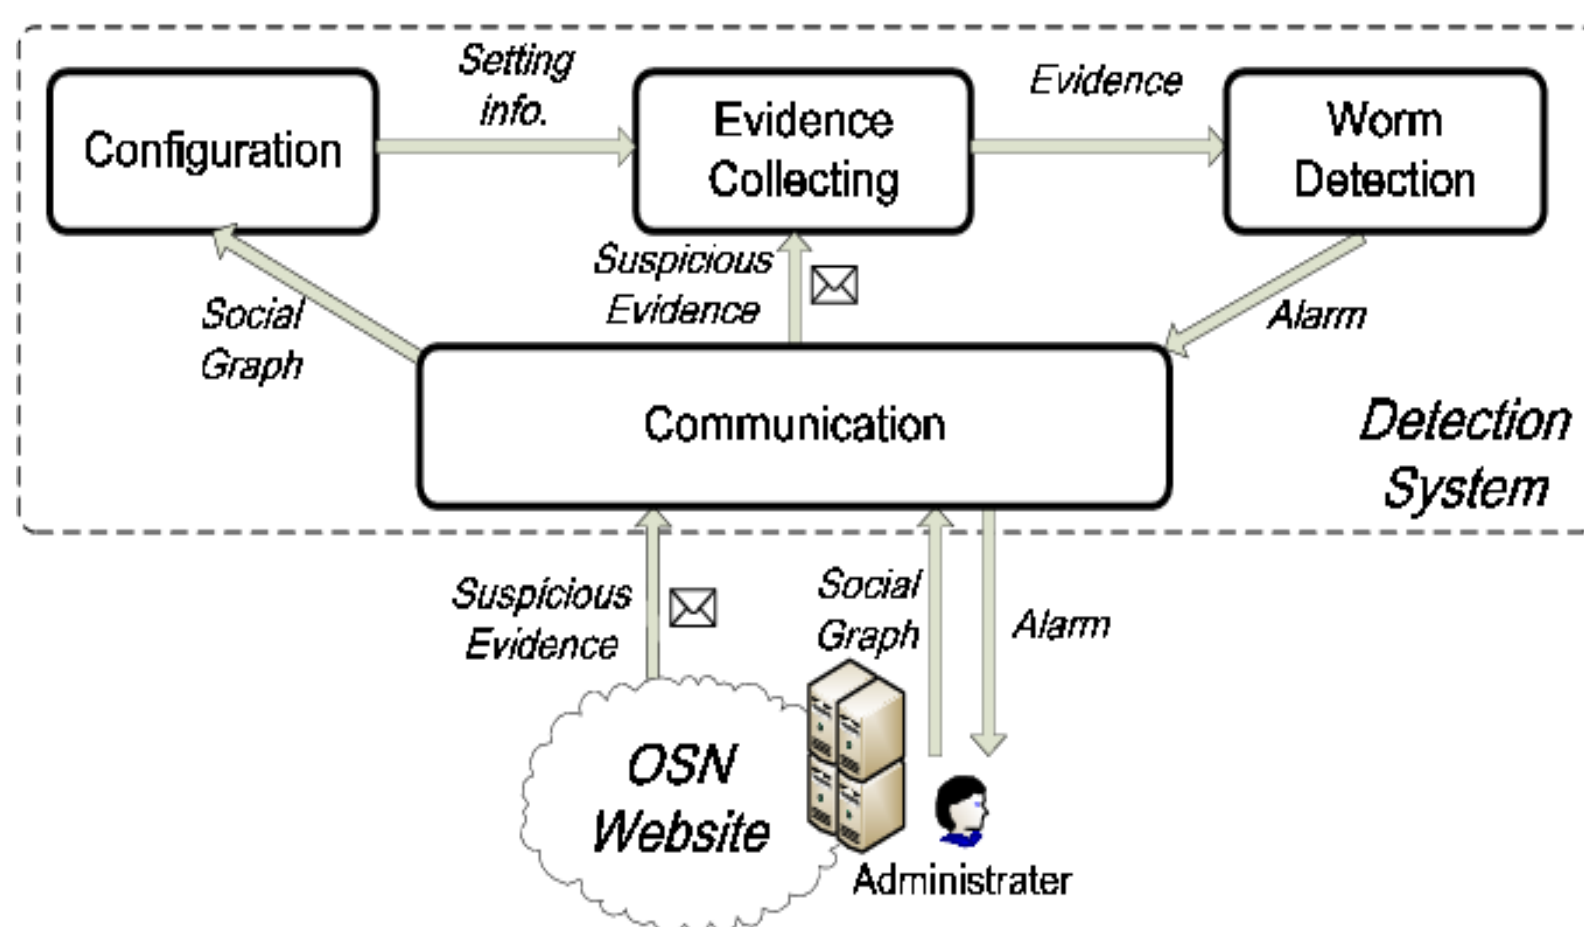 Setting
info.
Evidence
Configuration
Evidence
Collecting
Worm
Detection
Social
Graph
Suspicious
Evidence
Alarm
Communication
Detection
System
Suspicious
Evidence
Social
Graph
Alarm
OSN
Website
Administrater